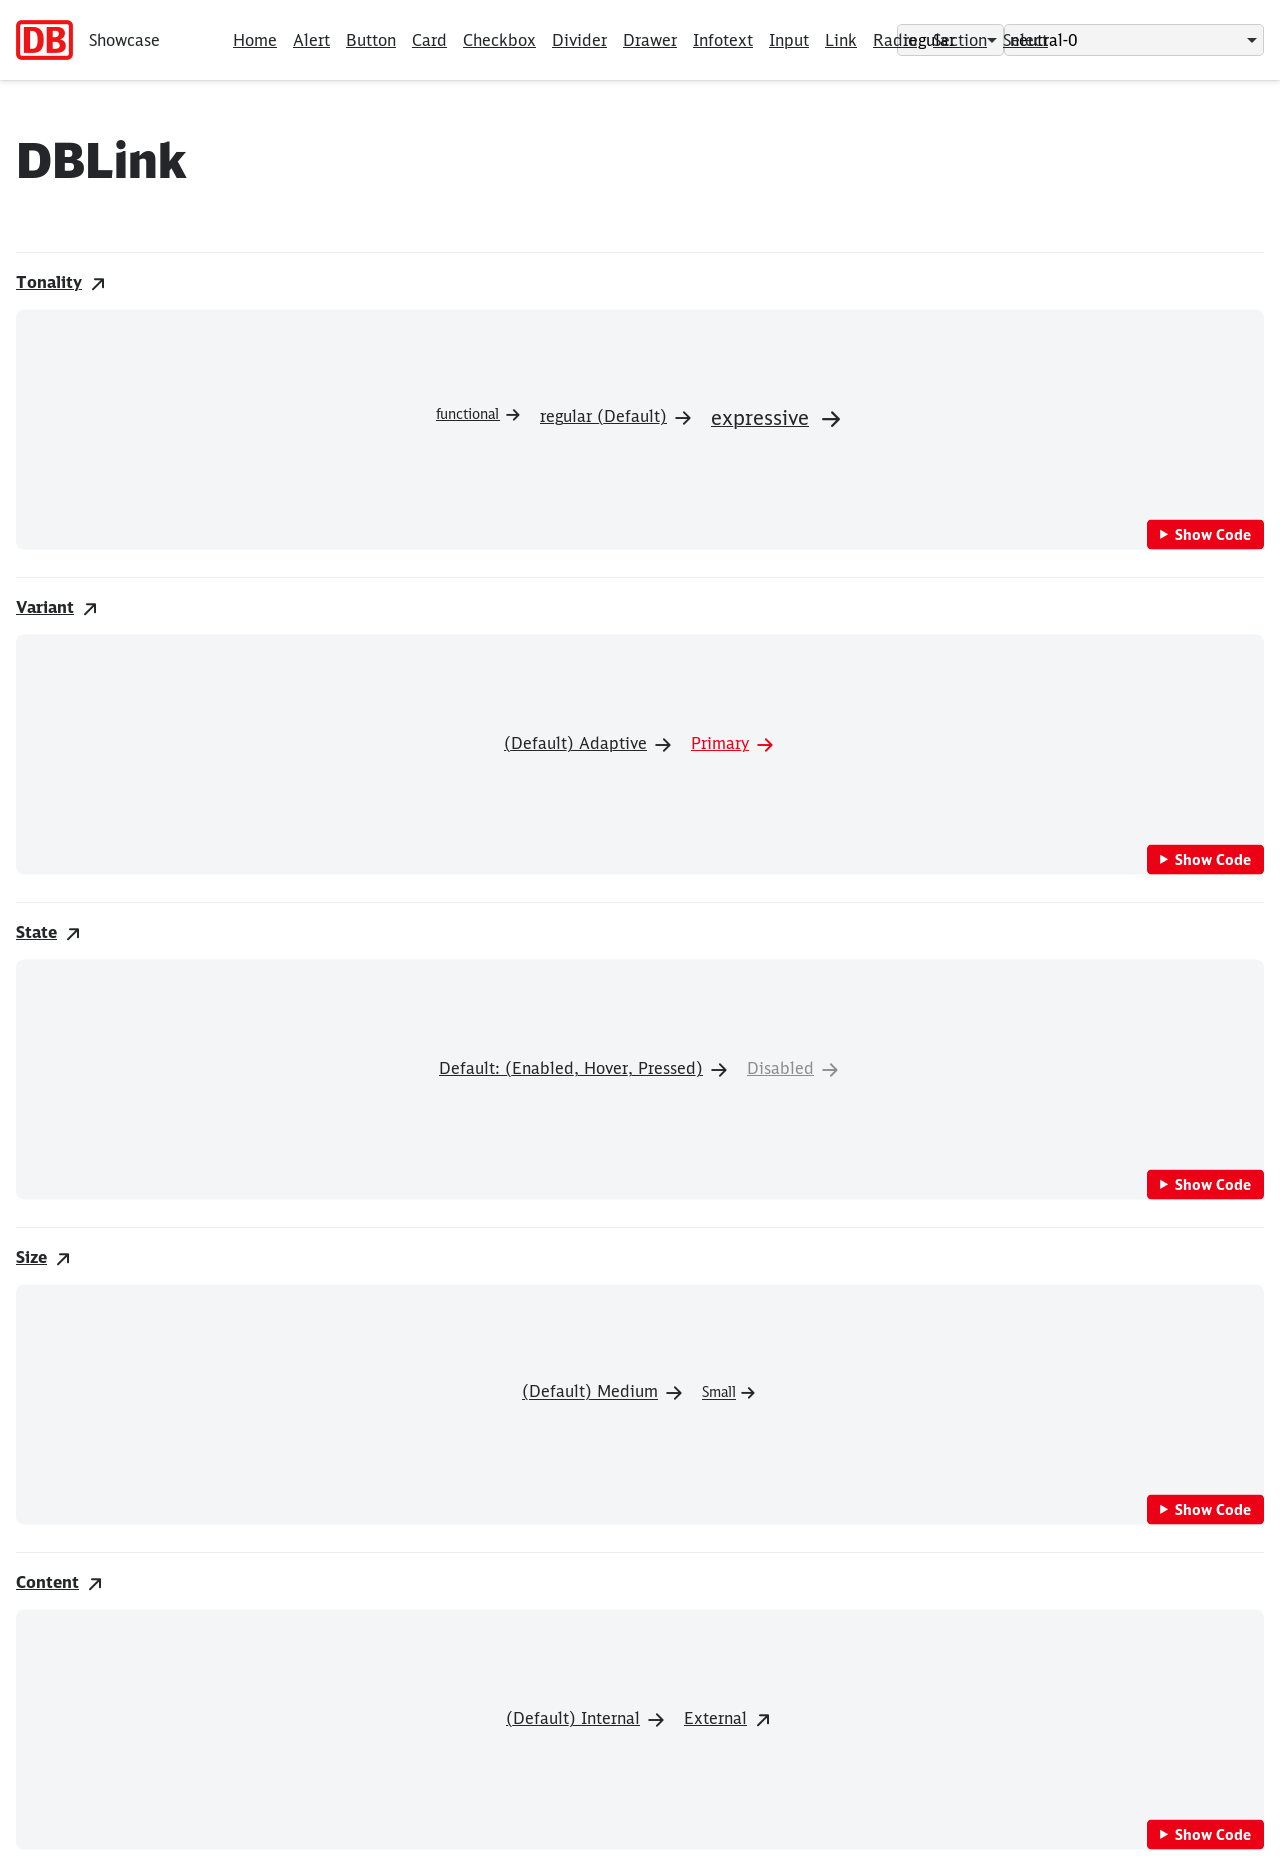 DB Showcase Home Alert Button Card Checkbox Divider Drawer Infotext Input Link Radio Section Select regular neutral-0
DBLink
Tonality
functional regular (Default) expressive
Show Code
Variant
(Default) Adaptive Primary
Show Code
State
Default: (Enabled, Hover, Pressed) Disabled
Show Code
Size
(Default) Medium Small
Show Code
Content
(Default) Internal External
Show Code